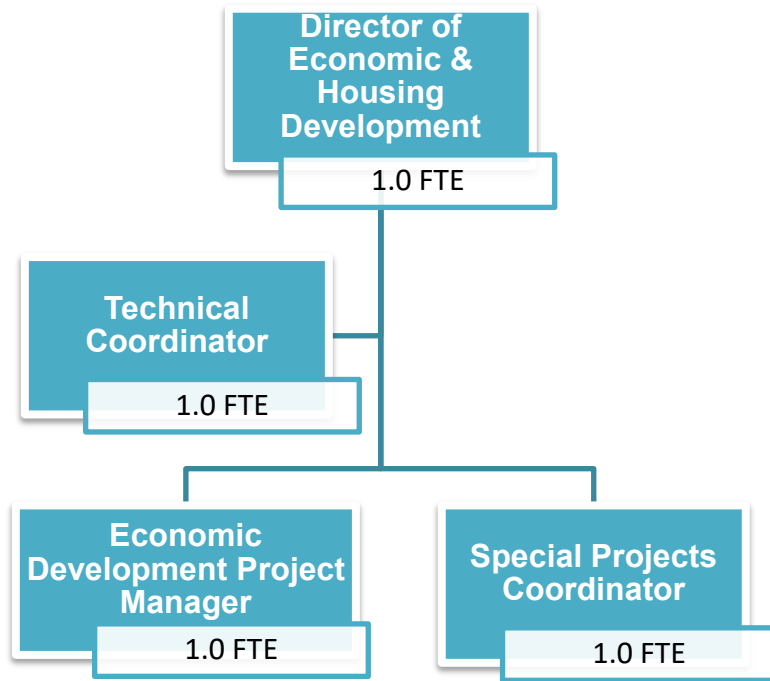 Director of
Economic &
Housing
Development
1.0 FTE
Technical
Coordinator
1.0 FTE
Economic
Development Project
Manager
1.0 FTE
Special Projects
Coordinator
1.0 FTE